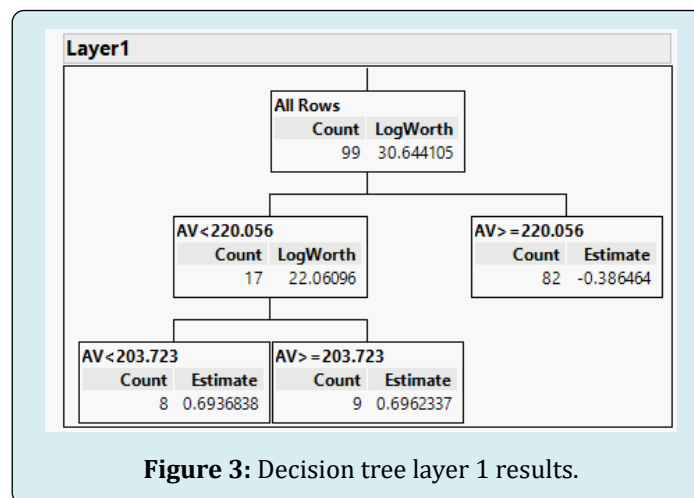 Layer1
All Rows
Count LogWorth
99 30.644105
AV<220.056
Count LogWorth
17 22.06096
AV>=220.056
Count Estimate
82 -0.386464
AV<203.723
Count Estimate
8 0.6936838
AV>=203.723
Count Estimate
9 0.6962337
Figure 3: Decision tree layer 1 results.